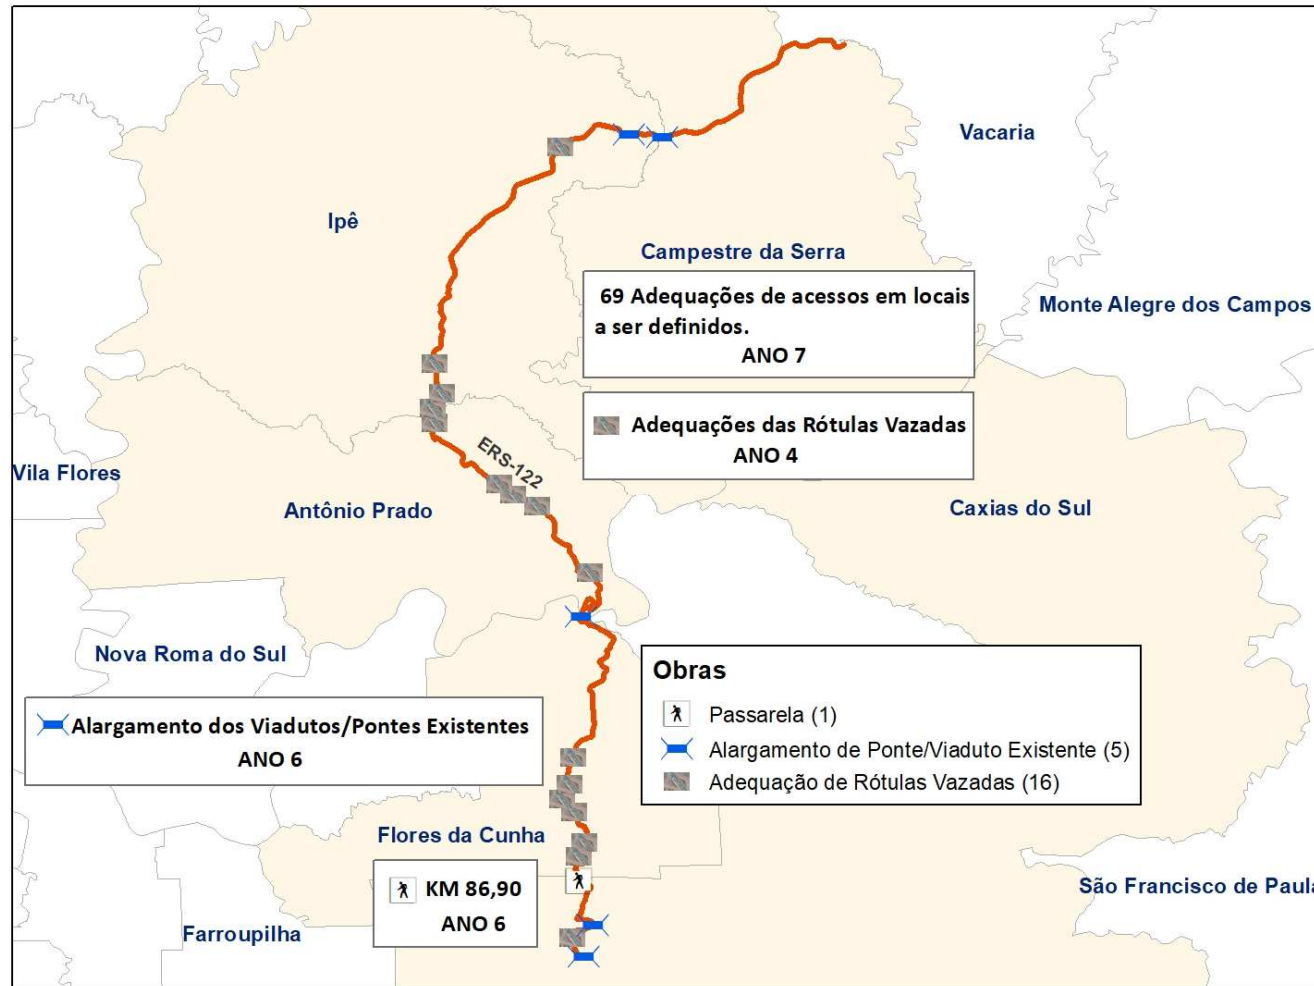 Vacaria
Ipê
Campestre da Serra
69 Adequações de acessos em locais
a ser definidos.
ANO 7
Monte Alegre dos Campos
Adequações das Rótulas Vazadas
ANO 4
ERS-122
Vila Flores
Antônio Prado
Caxias do Sul
Nova Roma do Sul
Obras
Passarela (1)
Alargamento de Ponte/Viaduto Existente (5)
Adequação de Rótulas Vazadas (16)
Alargamento dos Viadutos/Pontes Existentes
ANO 6
Flores da Cunha
KM 86,90
ANO 6
São Francisco de Paula
Farroupilha